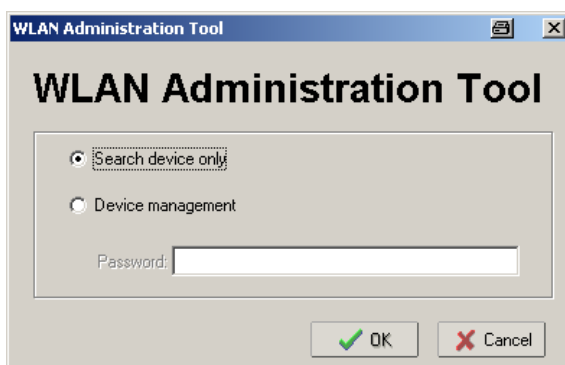 WLAN Administration Tool
WLAN Administration Tool
Search device only
Device management
Password:
OK
Cancel